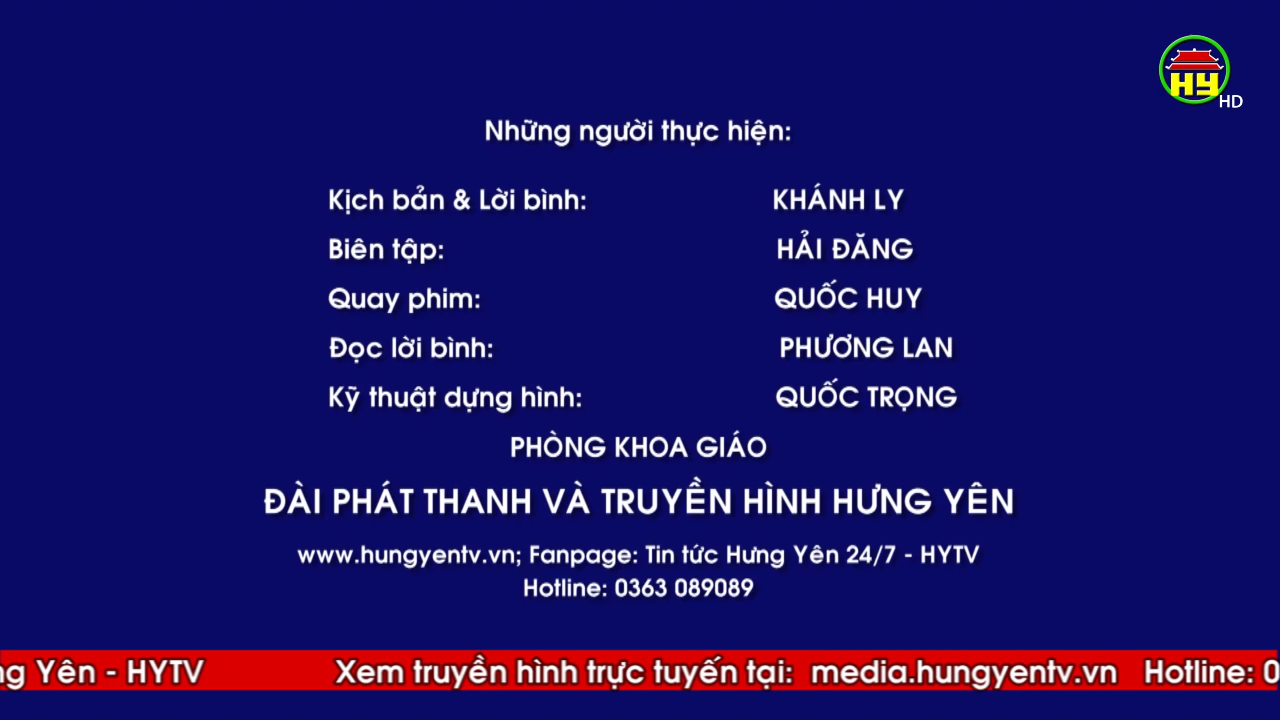 HY
HD
Những người thực hiện:
Kịch bản & Lời bình: KHÁNH LY
Biên tập: HẢI ĐĂNG
Quay phim: QUỐC HUY
Đọc lời bình: PHƯƠNG LAN
Kỹ thuật dựng hình: QUỐC TRỌNG
PHÒNG KHOA GIÁO
ĐÀI PHÁT THANH VÀ TRUYỀN HÌNH HƯNG YÊN
www.hungyentv.vn; Fanpage: Tin tức Hưng Yên 24/7 - HYTV
Hotline: 0363 089089
ng Yên - HYTV Xem truyền hình trực tuyến tại: media.hungyentv.vn Hotline: 0